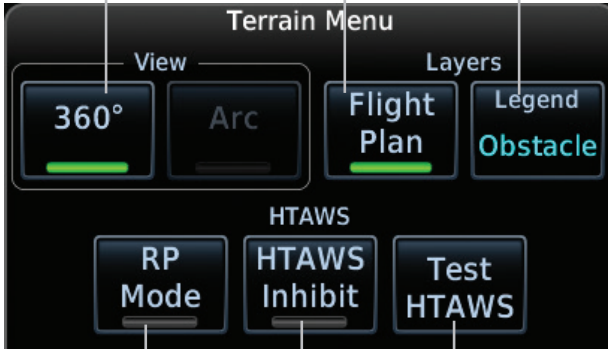 Terrain Menu
View
Layers
360°
Arc
Flight
Plan
Legend
Obstacle
HTAWS
RP
Mode
HTAWS
Inhibit
Test
HTAWS